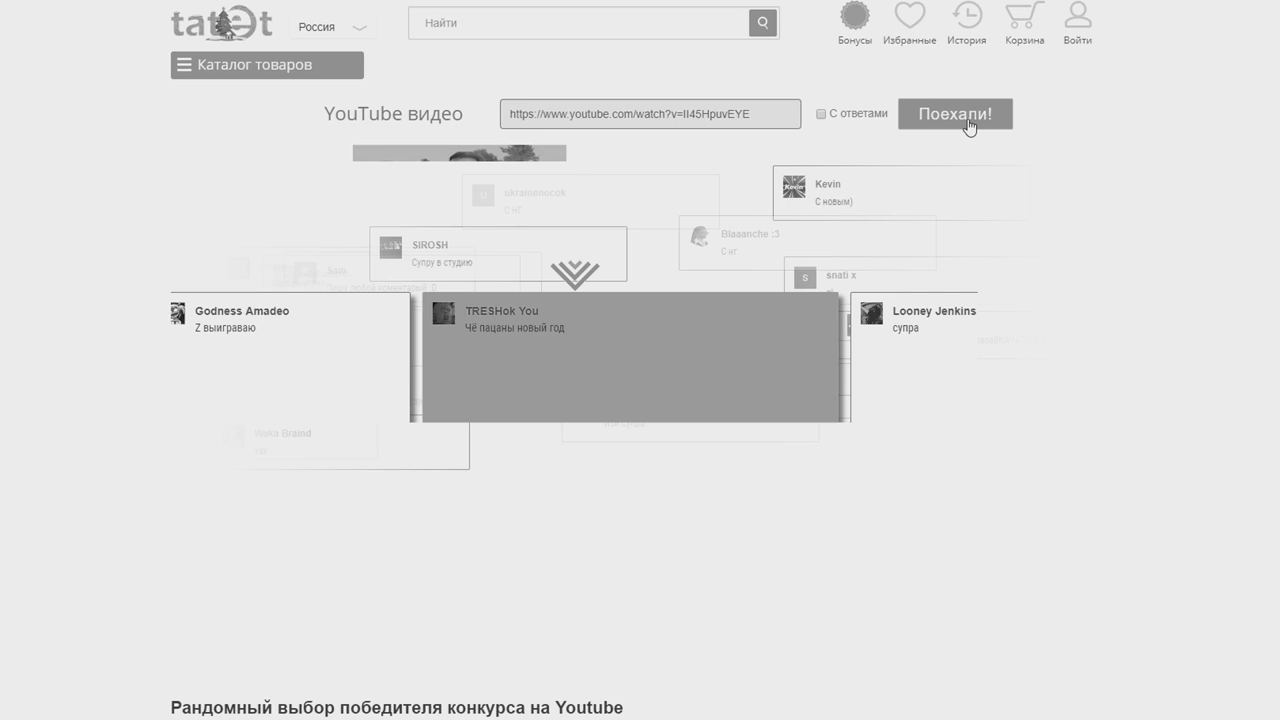 tatet
Россия
Найти
Бонусы
Избранные
История
Корзина
Войти
Каталог товаров
YouTube видео
https://www.youtube.com/watch?v=II45HpuvEYE
С ответами
Поехали!
Kevin
С новым)
ukrainenocok
С НГ
Blaaanche :3
С нг
SIROSH
Супру в студию
snati x
S
Godness Amadeo
Z выиграваю
TRESHok You
Чё пацаны новый год
Looney Jenkins
супра
Waka Braind
Рандомный выбор победителя конкурса на Youtube